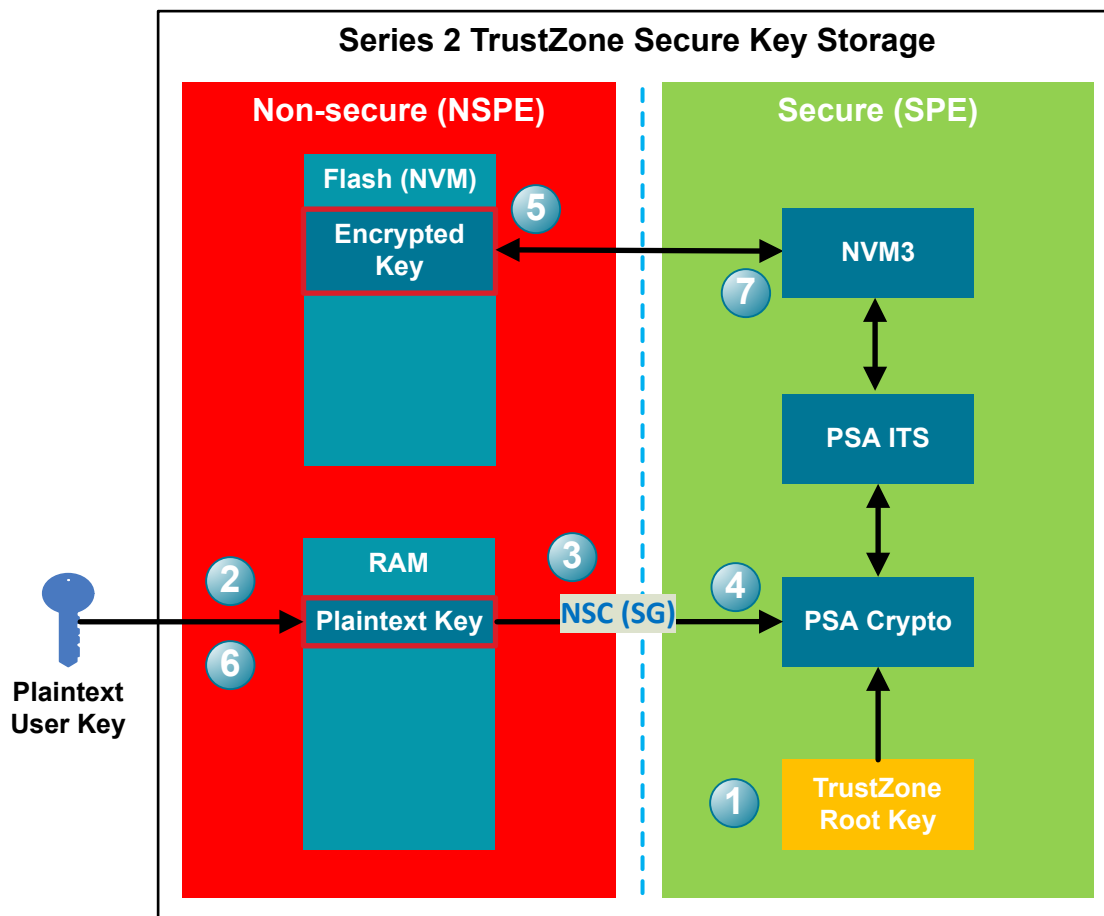 Series 2 TrustZone Secure Key Storage
Non-secure (NSPE)
Secure (SPE)
Flash (NVM)
5
Encrypted
Key
NVM3
7
PSA ITS
3
RAM
2
4
Plaintext Key
NSC (SG)
PSA Crypto
6
Plaintext
User Key
1
TrustZone
Root Key